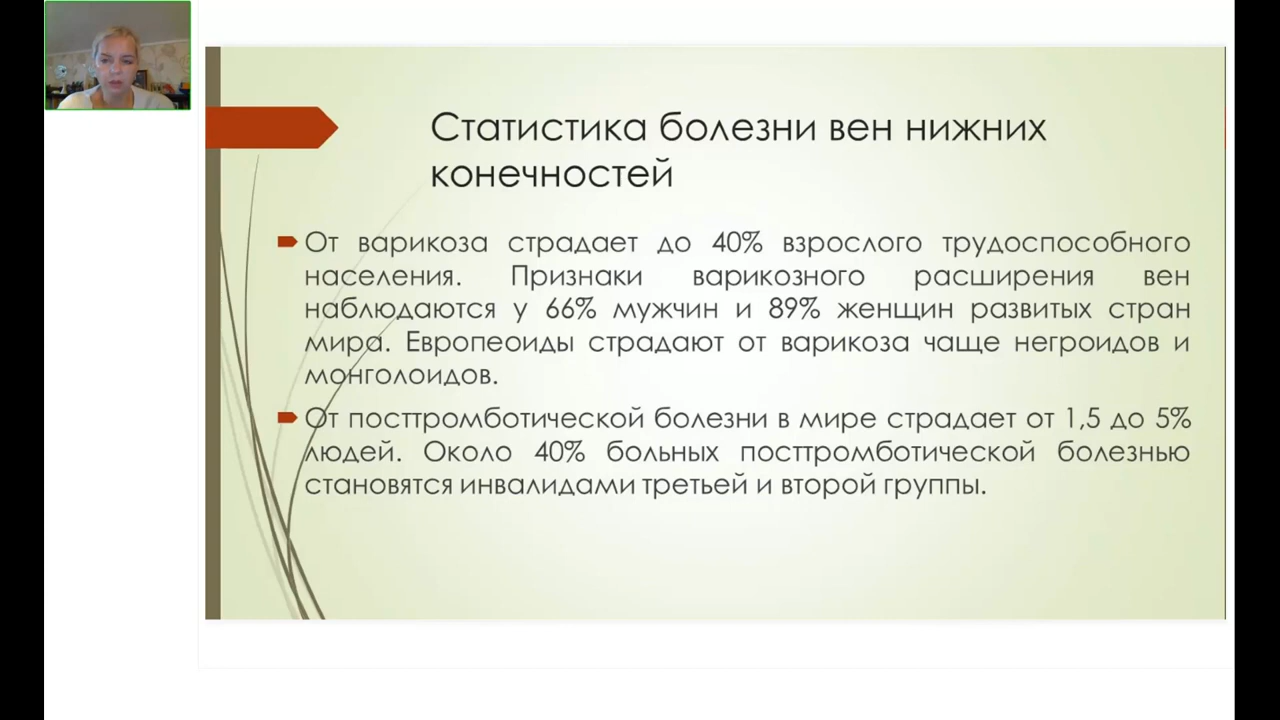 Статистика болезни вен нижних
конечностей
От варикоза страдает до 40% взрослого трудоспособного
населения. Признаки варикозного расширения вен
наблюдаются у 66% мужчин и 89% женщин развитых стран
мира. Европеоиды страдают от варикоза чаще негроидов и
монголоидов.
От посттромботической болезни в мире страдает от 1,5 до 5%
людей. Около 40% больных посттромботической болезнью
становятся инвалидами третьей и второй группы.